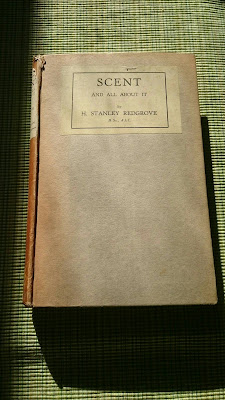 SCENT
AND ALL ABOUT IT
BY
H. STANLEY REDGROVE
B.Sc., A.I.C.